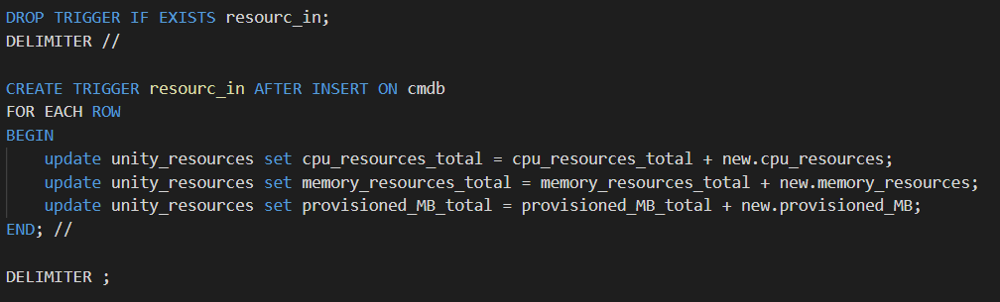 DROP TRIGGER IF EXISTS resourc_in;
DELIMITER //
CREATE TRIGGER resourc_in AFTER INSERT ON cmdb
FOR EACH ROW
BEGIN
update unity_resources set cpu_resources_total = cpu_resources_total + new.cpu_resources;
update unity_resources set memory_resources_total = memory_resources_total + new.memory_resources;
update unity_resources set provisioned_MB_total = provisioned_MB_total + new.provisioned_MB;
END; //
DELIMITER ;